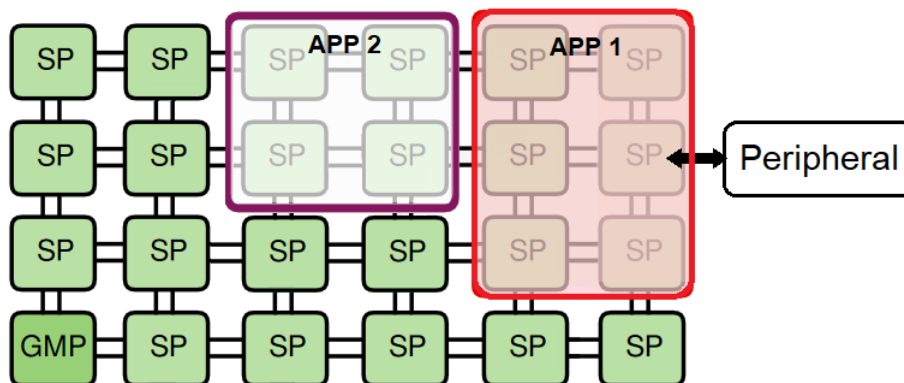 APP 2 APP 1
SP SP SP SP SP SP
SP SP SP SP SP SP Peripheral
SP SP SP SP SP SP
GMP SP SP SP SP SP